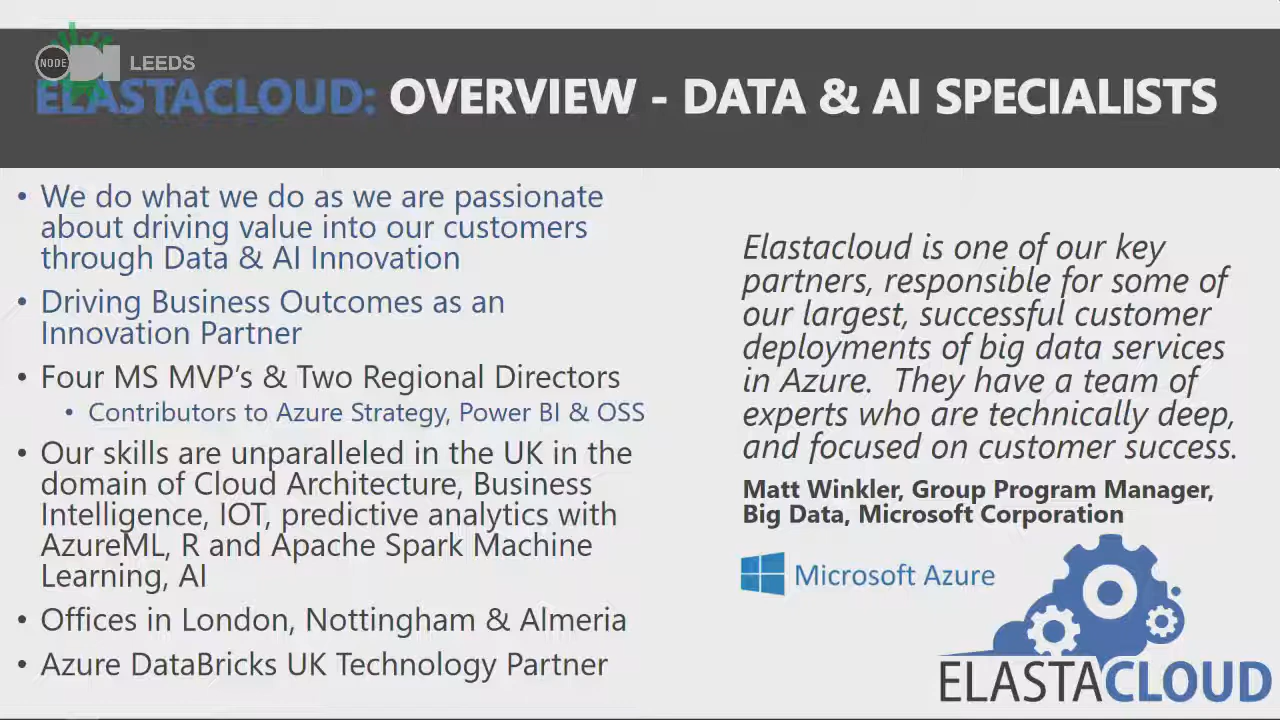 NODE LEEDS
ELASTACLOUD: OVERVIEW - DATA & AI SPECIALISTS
• We do what we do as we are passionate
about driving value into our customers
through Data & AI Innovation
• Driving Business Outcomes as an
Innovation Partner
• Four MS MVP's & Two Regional Directors
• Contributors to Azure Strategy, Power BI & OSS
• Our skills are unparalleled in the UK in the
domain of Cloud Architecture, Business
Intelligence, IOT, predictive analytics with
AzureML, R and Apache Spark Machine
Learning, AI
• Offices in London, Nottingham & Almeria
• Azure DataBricks UK Technology Partner
Elastacloud is one of our key
partners, responsible for some of
our largest, successful customer
deployments of big data services
in Azure. They have a team of
experts who are technically deep,
and focused on customer success.
Matt Winkler, Group Program Manager,
Big Data, Microsoft Corporation
Microsoft Azure
ELASTACLOUD